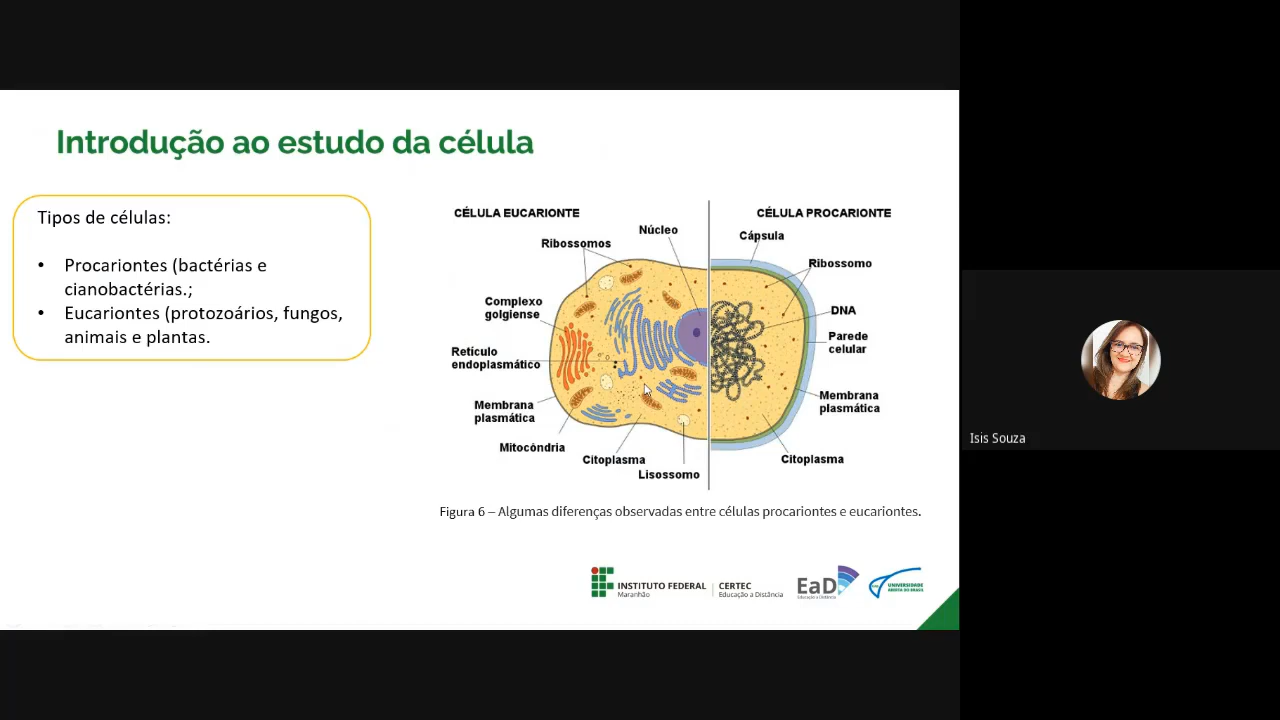 Introdução ao estudo da célula
Tipos de células:
• Procariontes (bactérias e
cianobactérias.;
• Eucariontes (protozoários, fungos,
animais e plantas.
CÉLULA EUCARIONTE
CÉLULA PROCARIONTE
Núcleo
Ribossomos
Complexo
golgiense
Retículo
endoplasmático
Membrana
plasmática
Mitocôndria
Citoplasma
Lisossomo
Cápsula
Ribossomo
DNA
Parede
celular
Membrana
plasmática
Citoplasma
Figura 6 – Algumas diferenças observadas entre células procariontes e eucariontes.
INSTITUTO FEDERAL
Maranhão
CERTEC
Educação a Distância
EaD
Educação a Distância
UNIVERSIDADE
ABERTA DO BRASIL
Isis Souza